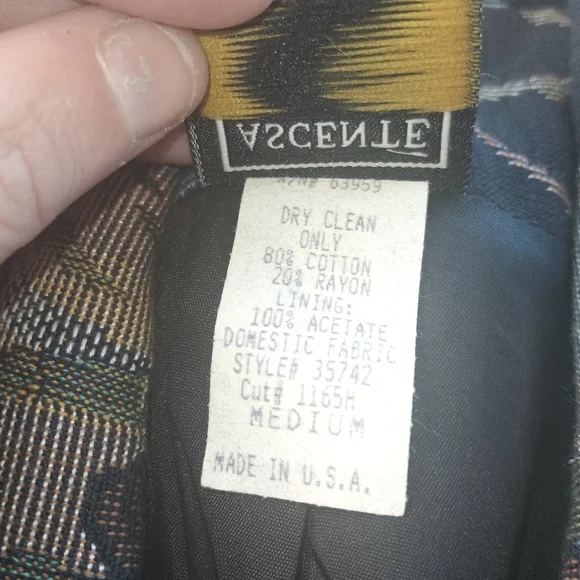 ASCENTE
R/N# 63959
DRY CLEAN
ONLY
80% COTTON
20% RAYON
LINING:
100% ACETATE
DOMESTIC FABRIC
STYLE# 35742
Cut# 1165H
MEDIUM
MADE IN U.S.A.